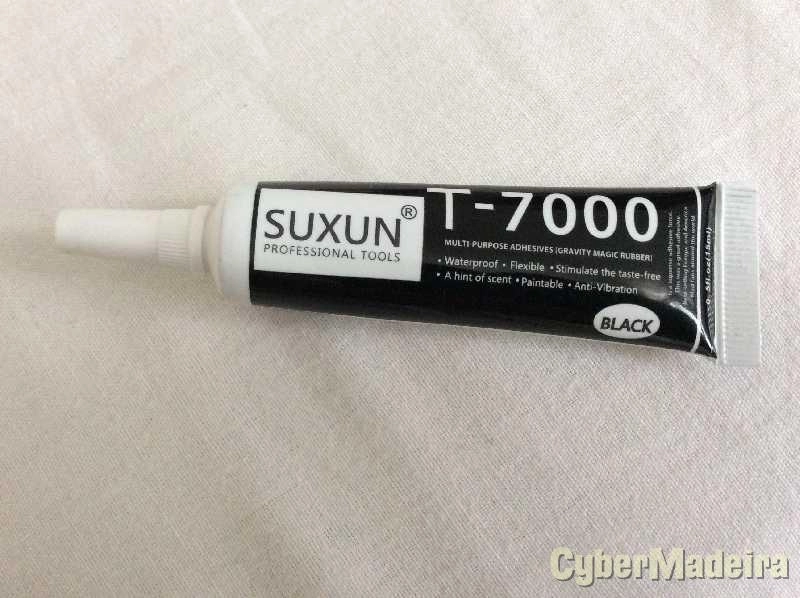 SUXUN®
PROFESSIONAL TOOLS
T-7000
MULTI-PURPOSE ADHESIVES (GRAVITY MAGIC RUBBER)
• Waterproof • Flexible • Stimulate the taste-free
• A hint of scent • Paintable • Anti-Vibration
BLACK
CyberMadeira